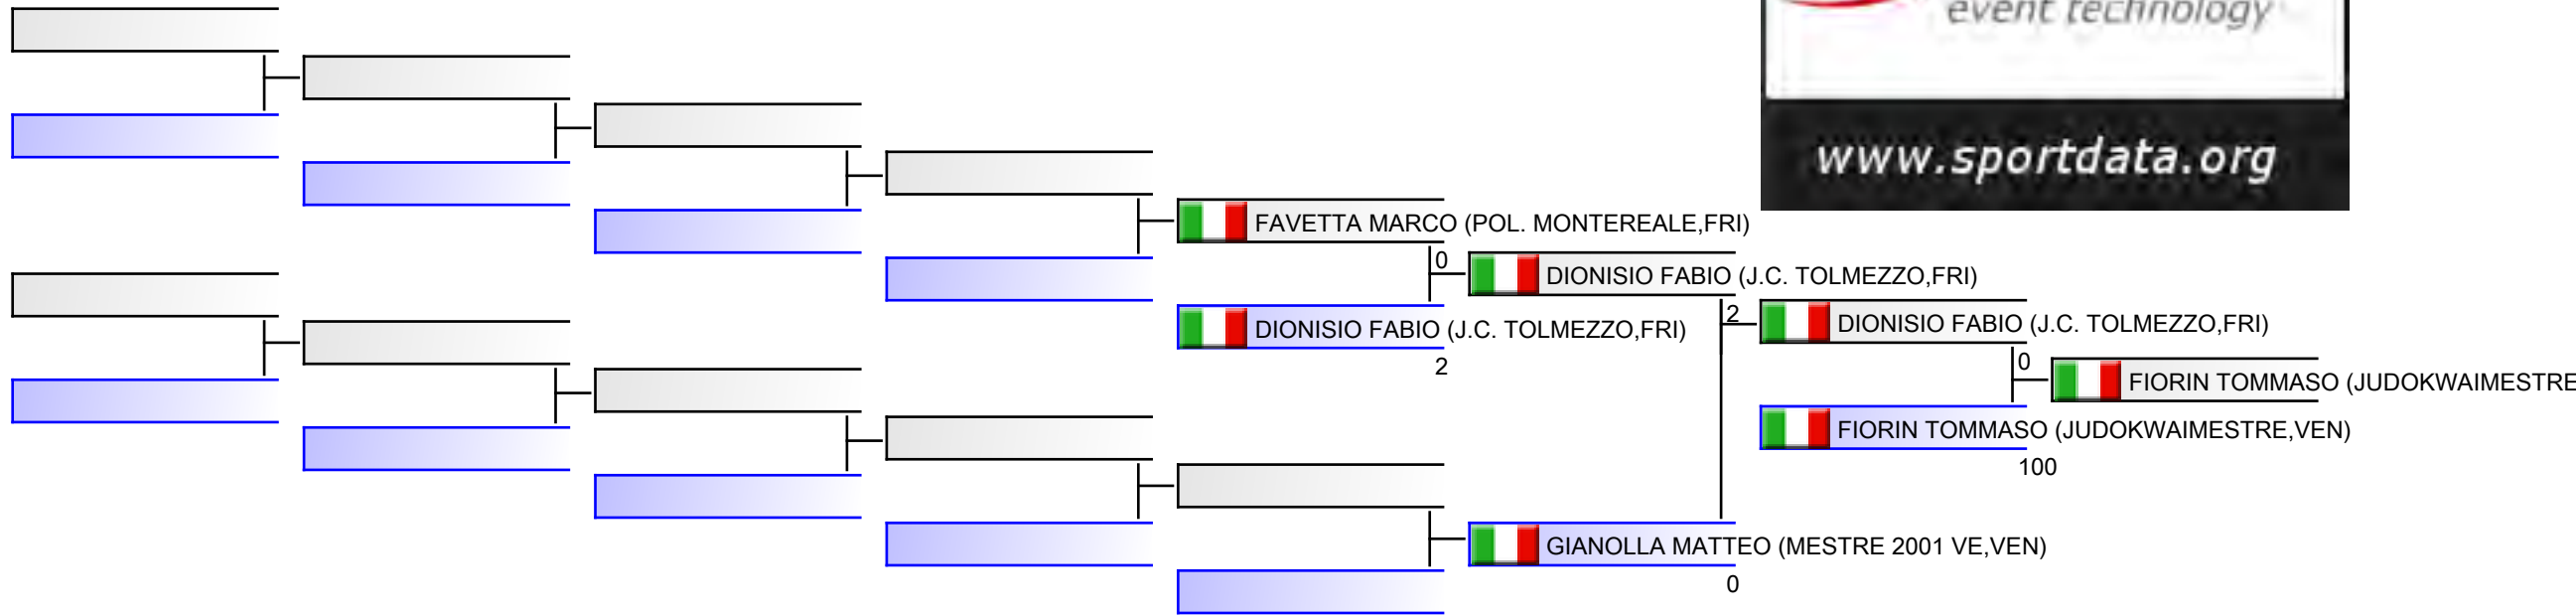 event technology
www.sportdata.org
FAVETTA MARCO (POL. MONTEREALE,FRI)
0
DIONISIO FABIO (J.C. TOLMEZZO,FRI)
DIONISIO FABIO (J.C. TOLMEZZO,FRI)
2
2
DIONISIO FABIO (J.C. TOLMEZZO,FRI)
0
FIORIN TOMMASO (JUDOKWAIMESTRE
FIORIN TOMMASO (JUDOKWAIMESTRE,VEN)
100
GIANOLLA MATTEO (MESTRE 2001 VE,VEN)
0